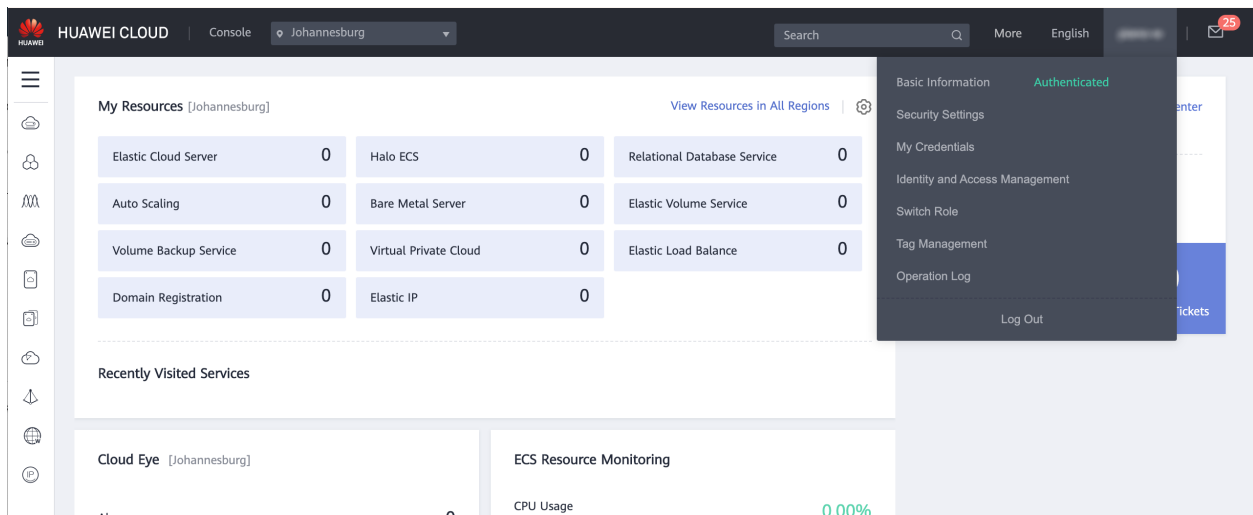 HUAWEI HUAWEI CLOUD Console Johannesburg Search More English 25
Basic Information Authenticated
Security Settings
My Credentials
Identity and Access Management
Switch Role
Tag Management
Operation Log
Log Out
My Resources [Johannesburg] View Resources in All Regions
Elastic Cloud Server 0 Halo ECS 0 Relational Database Service 0
Auto Scaling 0 Bare Metal Server 0 Elastic Volume Service 0
Volume Backup Service 0 Virtual Private Cloud 0 Elastic Load Balance 0
Domain Registration 0 Elastic IP 0
Recently Visited Services
Cloud Eye [Johannesburg] ECS Resource Monitoring
CPU Usage 0.00%
IP